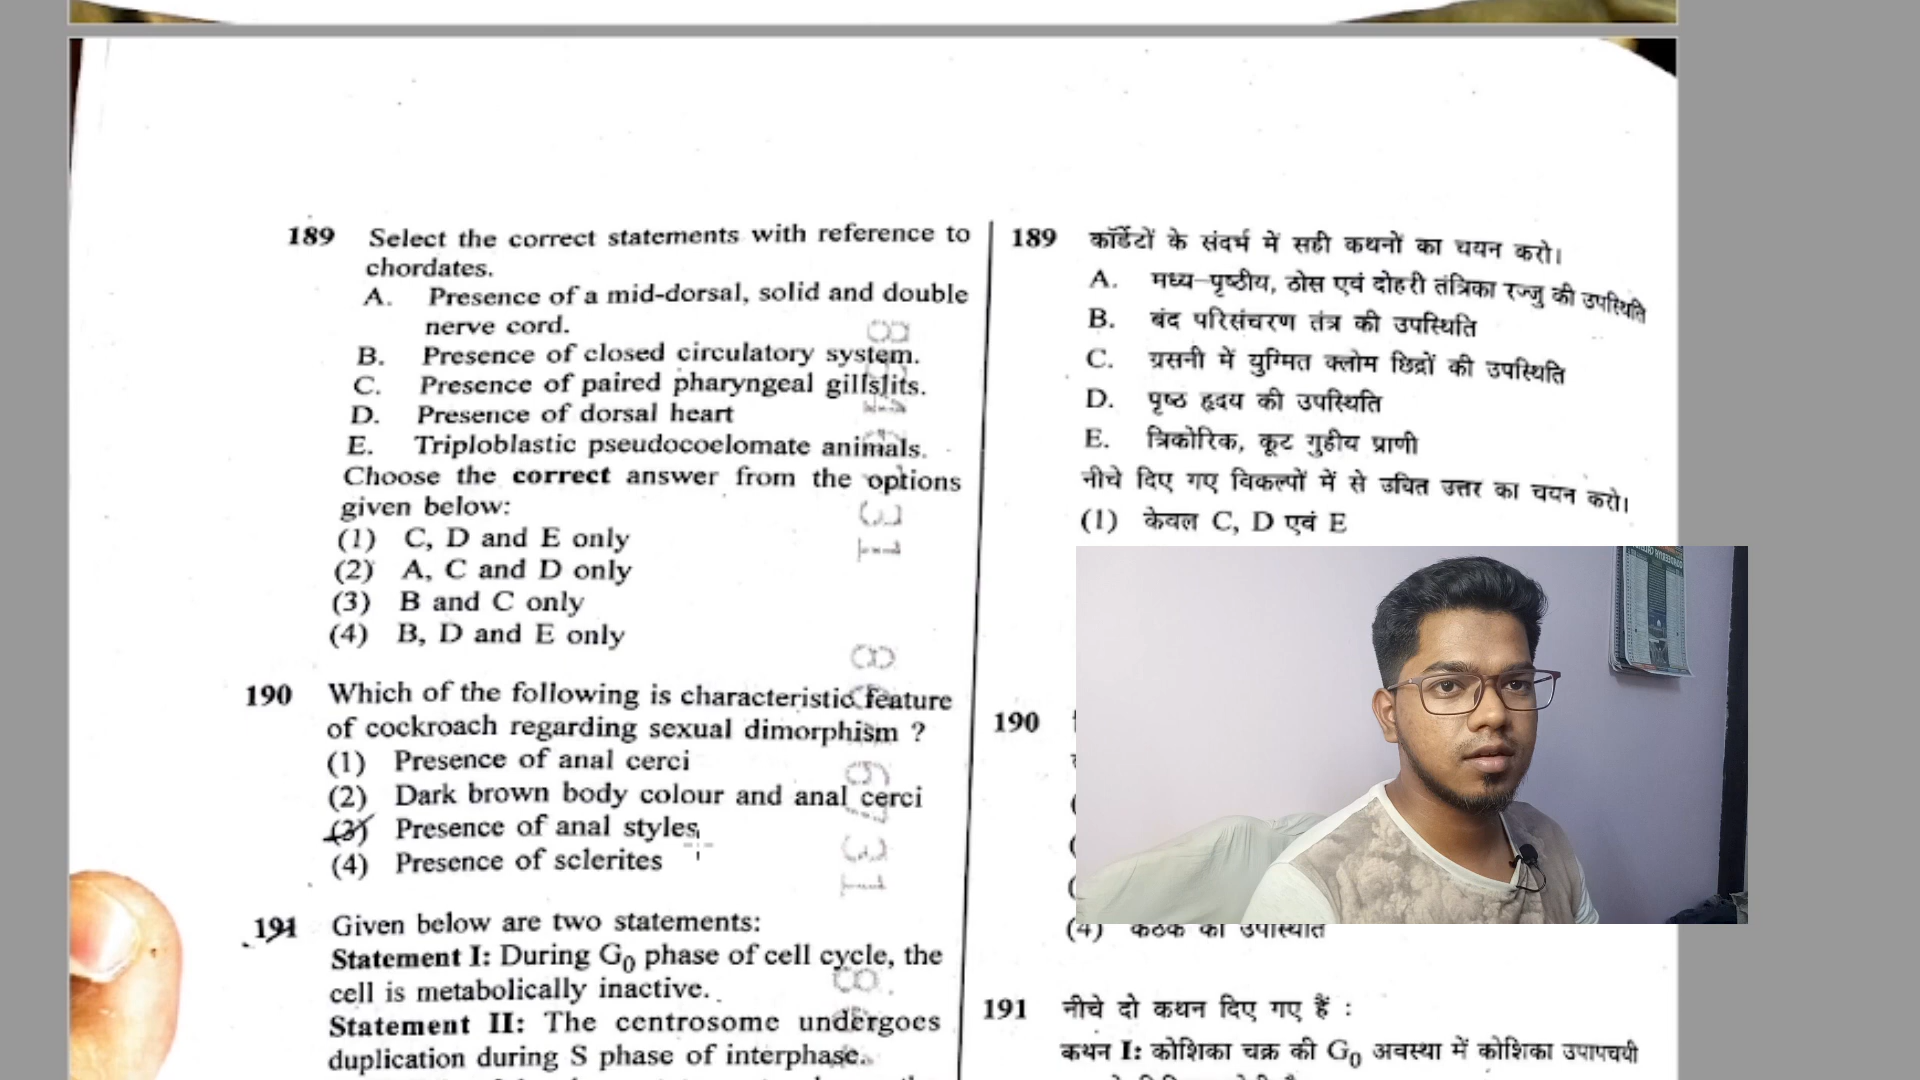 189 Select the correct statements with reference to
chordates.
A. Presence of a mid-dorsal, solid and double
nerve cord.
B. Presence of closed circulatory system.
C. Presence of paired pharyngeal gillslits.
D. Presence of dorsal heart
E. Triploblastic pseudocoelomate animals.
Choose the correct answer from the options
given below:
(1) C, D and E only
(2) A, C and D only
(3) B and C only
(4) B, D and E only
190 Which of the following is characteristic feature
of cockroach regarding sexual dimorphism ?
(1) Presence of anal cerci
(2) Dark brown body colour and anal cerci
(3) Presence of anal styles
(4) Presence of sclerites
191 Given below are two statements:
Statement I: During G₀ phase of cell cycle, the
cell is metabolically inactive.
Statement II: The centrosome undergoes
duplication during S phase of interphase.
189 कॉर्डेटों के संदर्भ में सही कथनों का चयन करो।
A. मध्य-पृष्ठीय, ठोस एवं दोहरी तंत्रिका रज्जु की उपस्थिति
B. बंद परिसंचरण तंत्र की उपस्थिति
C. ग्रसनी में युग्मित क्लोम छिद्रों की उपस्थिति
D. पृष्ठ हृदय की उपस्थिति
E. त्रिकोरिक, कूट गुहीय प्राणी
नीचे दिए गए विकल्पों में से उचित उत्तर का चयन करो।
(1) केवल C, D एवं E
190
(4) कंठक की उपस्थिति
191 नीचे दो कथन दिए गए हैं :
कथन I: कोशिका चक्र की G₀ अवस्था में कोशिका उपापचयी